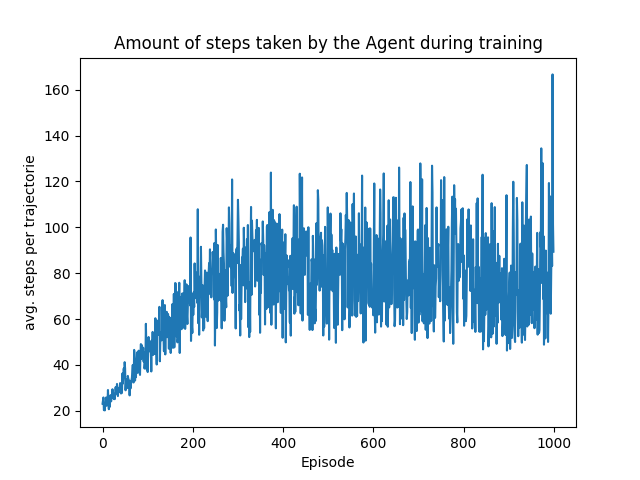 Amount of steps taken by the Agent during training
160
140
120
100
80
60
40
20
avg. steps per trajectorie
0 200 400 600 800 1000
Episode